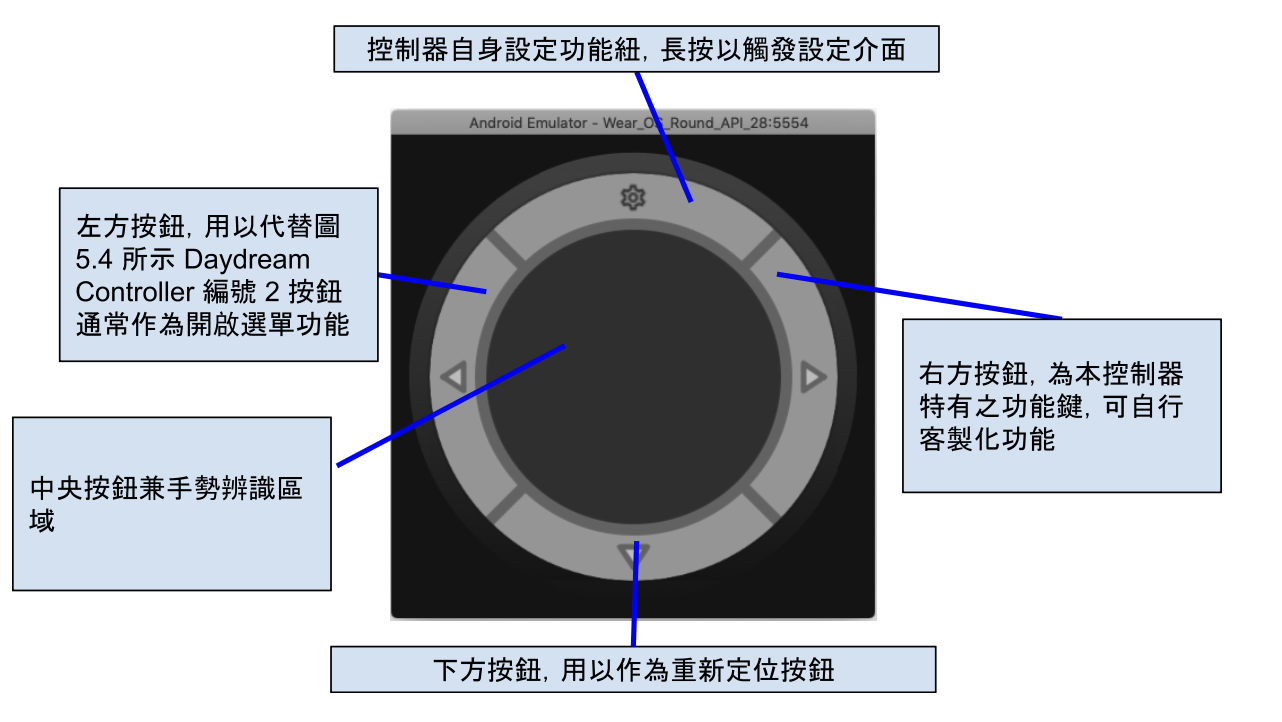 控制器自身設定功能紐, 長按以觸發設定介面
Android Emulator - Wear_OS_Round_API_28:5554
左方按鈕, 用以代替圖
5.4 所示 Daydream
Controller 編號 2 按鈕
通常作為開啟選單功能
右方按鈕, 為本控制器
特有之功能鍵, 可自行
客製化功能
中央按鈕兼手勢辨識區
域
下方按鈕, 用以作為重新定位按鈕